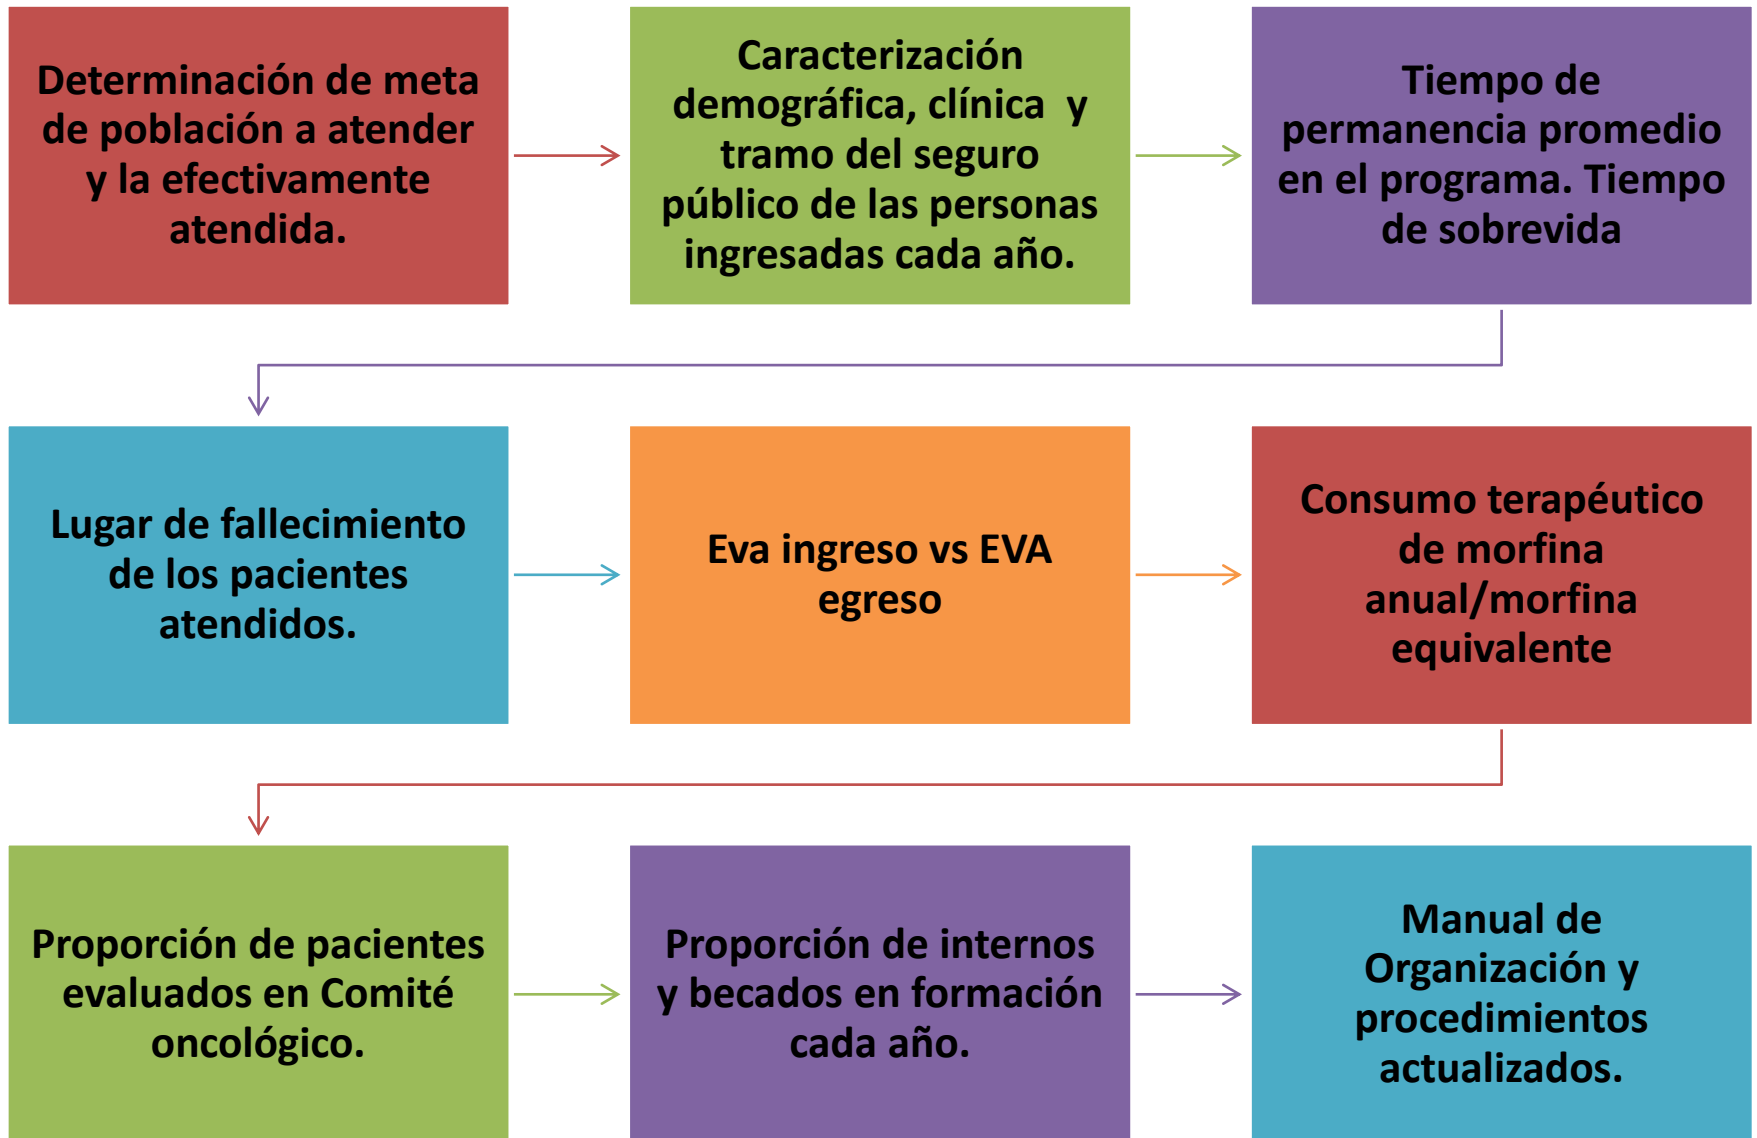 Determinación de meta
de población a atender
y la efectivamente
atendida.
Caracterización
demográfica, clínica y
tramo del seguro
público de las personas
ingresadas cada año.
Tiempo de
permanencia promedio
en el programa. Tiempo
de sobrevida
Lugar de fallecimiento
de los pacientes
atendidos.
Eva ingreso vs EVA
egreso
Consumo terapéutico
de morfina
anual/morfina
equivalente
Proporción de pacientes
evaluados en Comité
oncológico.
Proporción de internos
y becados en formación
cada año.
Manual de
Organización y
procedimientos
actualizados.